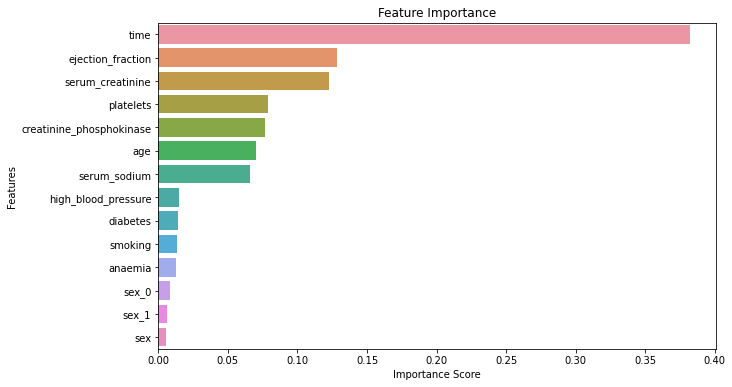 Feature Importance
time
ejection_fraction
serum_creatinine
platelets
creatinine_phosphokinase
age
serum_sodium
high_blood_pressure
diabetes
smoking
anaemia
sex_0
sex_1
sex
Features
0.00 0.05 0.10 0.15 0.20 0.25 0.30 0.35 0.40
Importance Score